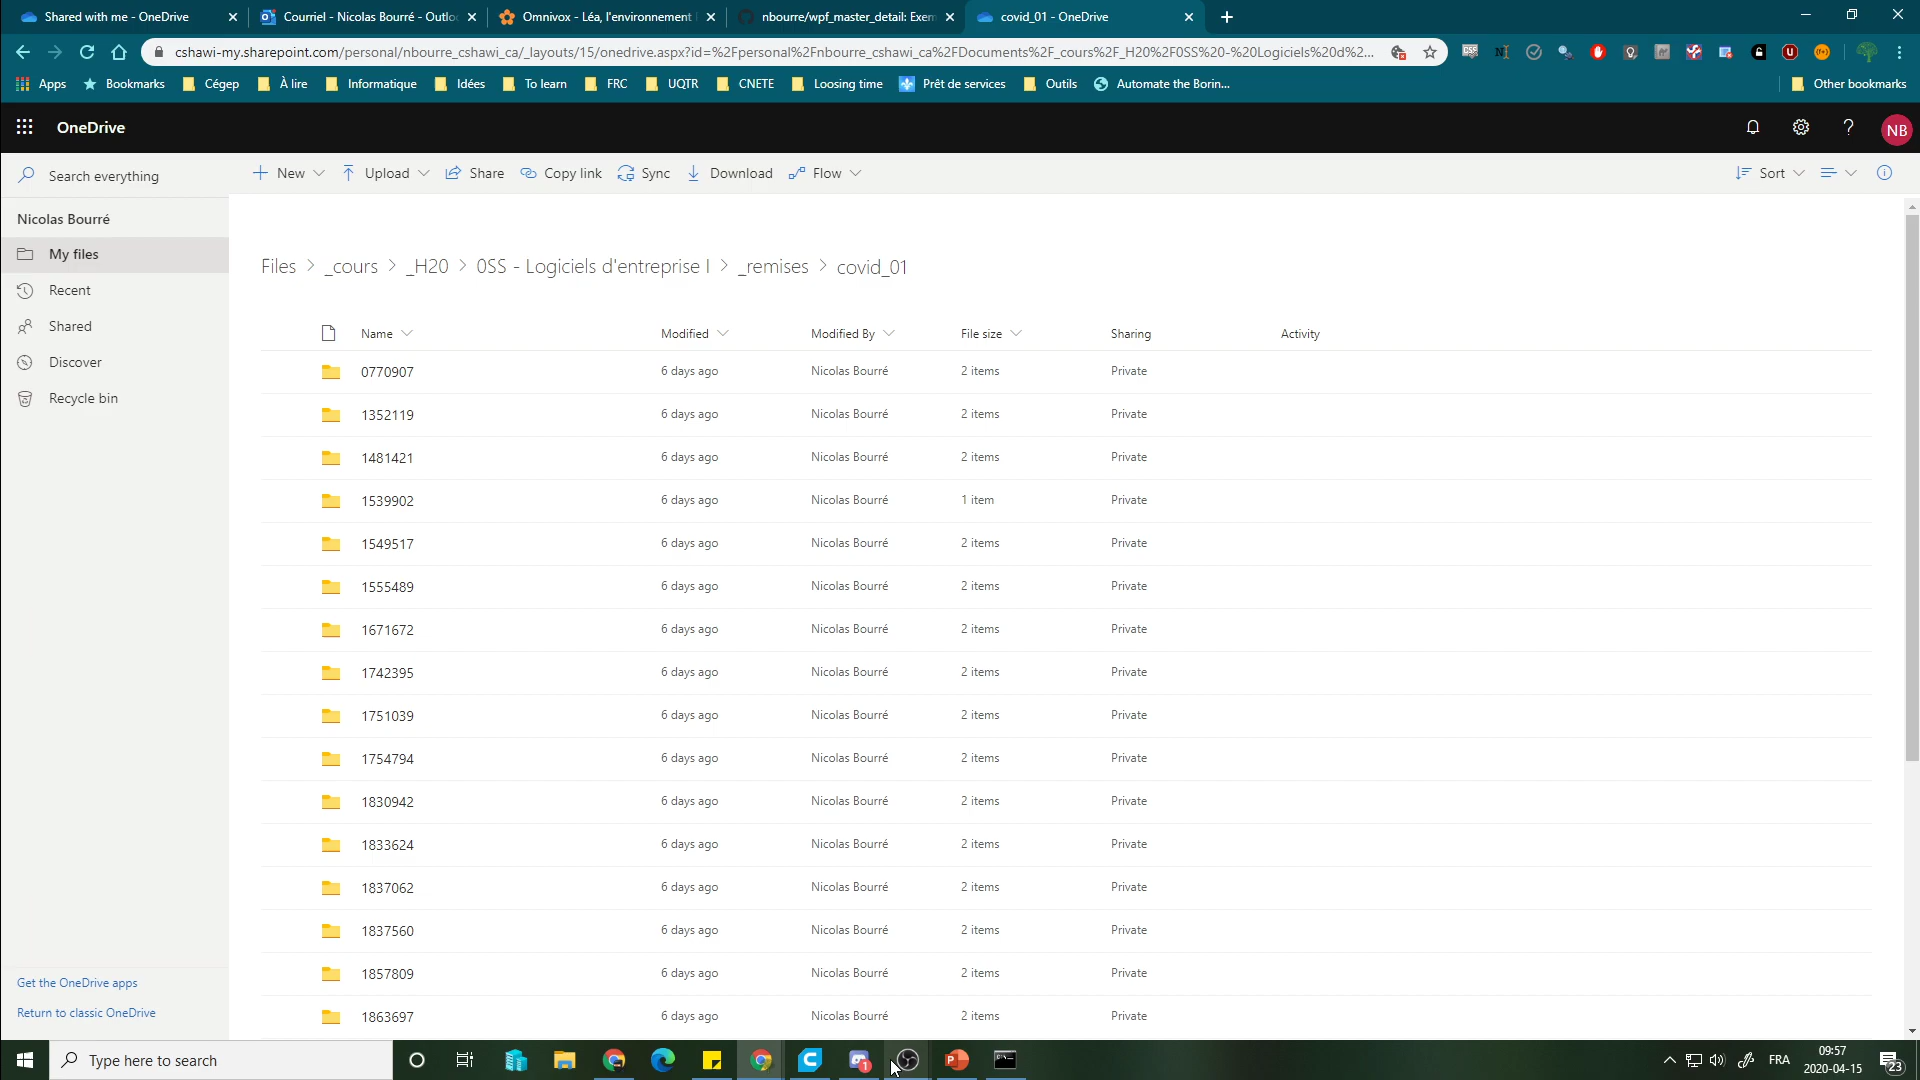 Shared with me - OneDrive
Courriel - Nicolas Bourré - Outlo
Omnivox - Léa, l'environnement
nbourre/wpf_master_detail: Exem
covid_01 - OneDrive
cshawi-my.sharepoint.com/personal/nbourre_cshawi_ca/_layouts/15/onedrive.aspx?id=%2Fpersonal%2Fnbourre_cshawi_ca%2FDocuments%2F_cours%2F_H20%2F0SS%20-%20Logiciels%20d%2...
Apps Bookmarks Cégep À lire Informatique Idées To learn FRC UQTR CNETE Loosing time Prêt de services Outils Automate the Borin... Other bookmarks
OneDrive
NB
Search everything
New Upload Share Copy link Sync Download Flow Sort
Nicolas Bourré
My files
Recent
Shared
Discover
Recycle bin
Get the OneDrive apps
Return to classic OneDrive
Files > _cours > _H20 > 0SS - Logiciels d'entreprise I > _remises > covid_01
Name Modified Modified By File size Sharing Activity
0770907 6 days ago Nicolas Bourré 2 items Private
1352119 6 days ago Nicolas Bourré 2 items Private
1481421 6 days ago Nicolas Bourré 2 items Private
1539902 6 days ago Nicolas Bourré 1 item Private
1549517 6 days ago Nicolas Bourré 2 items Private
1555489 6 days ago Nicolas Bourré 2 items Private
1671672 6 days ago Nicolas Bourré 2 items Private
1742395 6 days ago Nicolas Bourré 2 items Private
1751039 6 days ago Nicolas Bourré 2 items Private
1754794 6 days ago Nicolas Bourré 2 items Private
1830942 6 days ago Nicolas Bourré 2 items Private
1833624 6 days ago Nicolas Bourré 2 items Private
1837062 6 days ago Nicolas Bourré 2 items Private
1837560 6 days ago Nicolas Bourré 2 items Private
1857809 6 days ago Nicolas Bourré 2 items Private
1863697 6 days ago Nicolas Bourré 2 items Private
Type here to search
FRA
09:57
2020-04-15
23